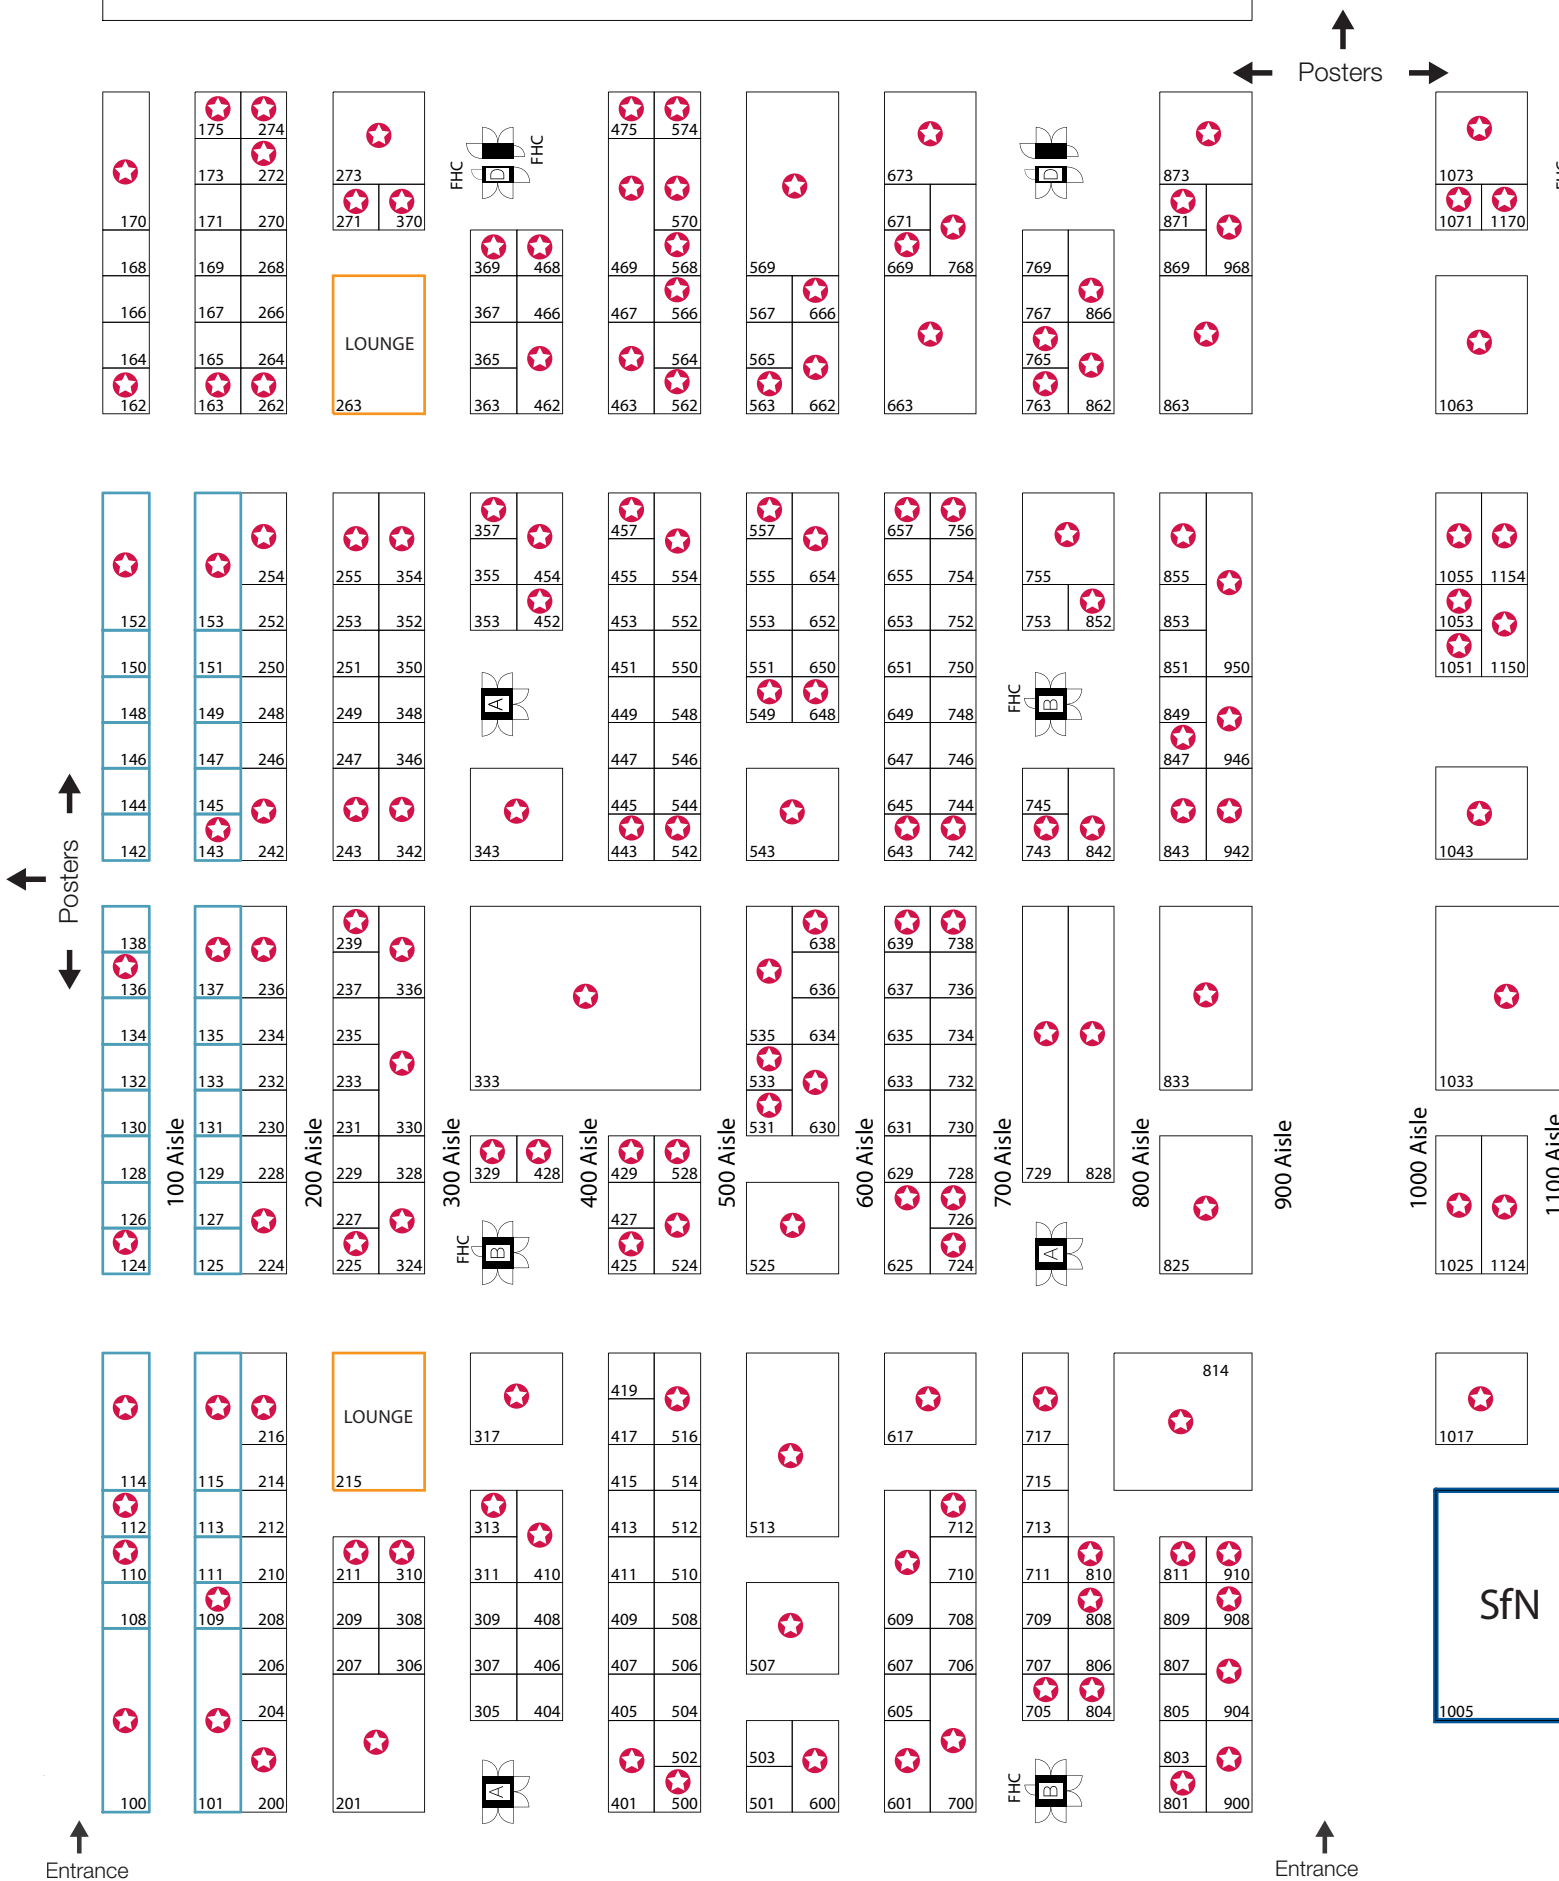 Posters
175 274 475 574
173 272 273 673 873 1073
FHC FHC D D FHC
170 171 270 271 370 570 671 871 1071 1170
168 169 268 369 468 469 568 569 669 768 769 869 968
166 167 266 367 466 467 566 567 666 767 866
LOUNGE
164 165 264 365 564 565 765
162 163 262 263 363 462 463 562 563 662 663 763 862 863 1063
357 457 557 657 756
254 255 354 355 454 455 554 555 654 655 754 755 855 1055 1154
152 153 252 253 352 353 452 453 552 553 652 653 752 753 852 853 1053
150 151 250 251 350 451 550 551 650 651 750 851 950 1051 1150
A FHC B
148 149 248 249 348 449 548 549 648 649 748 849
146 147 246 247 346 447 546 647 746 847 946
144 145 445 544 645 744 745
142 143 242 243 342 343 443 542 543 643 742 743 842 843 942 1043
Posters
138 239 638 639 738
136 137 236 237 336 636 637 736
134 135 234 235 535 634 635 734
132 133 232 233 333 533 633 732 833 1033
130 131 230 231 330 531 630 631 730
128 129 228 229 328 329 428 429 528 629 728 729 828
100 Aisle
200 Aisle
300 Aisle
400 Aisle
500 Aisle
600 Aisle
700 Aisle
800 Aisle
900 Aisle
1000 Aisle
1100 Aisle
126 127 227 427 726
FHC B A
124 125 224 225 324 425 524 525 625 724 825 1025 1124
814
419
216 317 417 516 617 717 1017
LOUNGE
114 115 214 215 415 514 715
112 113 212 313 413 512 513 712 713
110 111 210 211 310 311 410 411 510 710 711 810 811 910
108 109 208 209 308 309 408 409 508 609 708 709 808 809 908
SfN
206 207 306 307 406 407 506 507 607 706 707 806 807
204 305 404 405 504 605 705 804 805 904 1005
502 503 803
A FHC B
100 101 200 201 401 500 501 600 601 700 801 900
Entrance Entrance